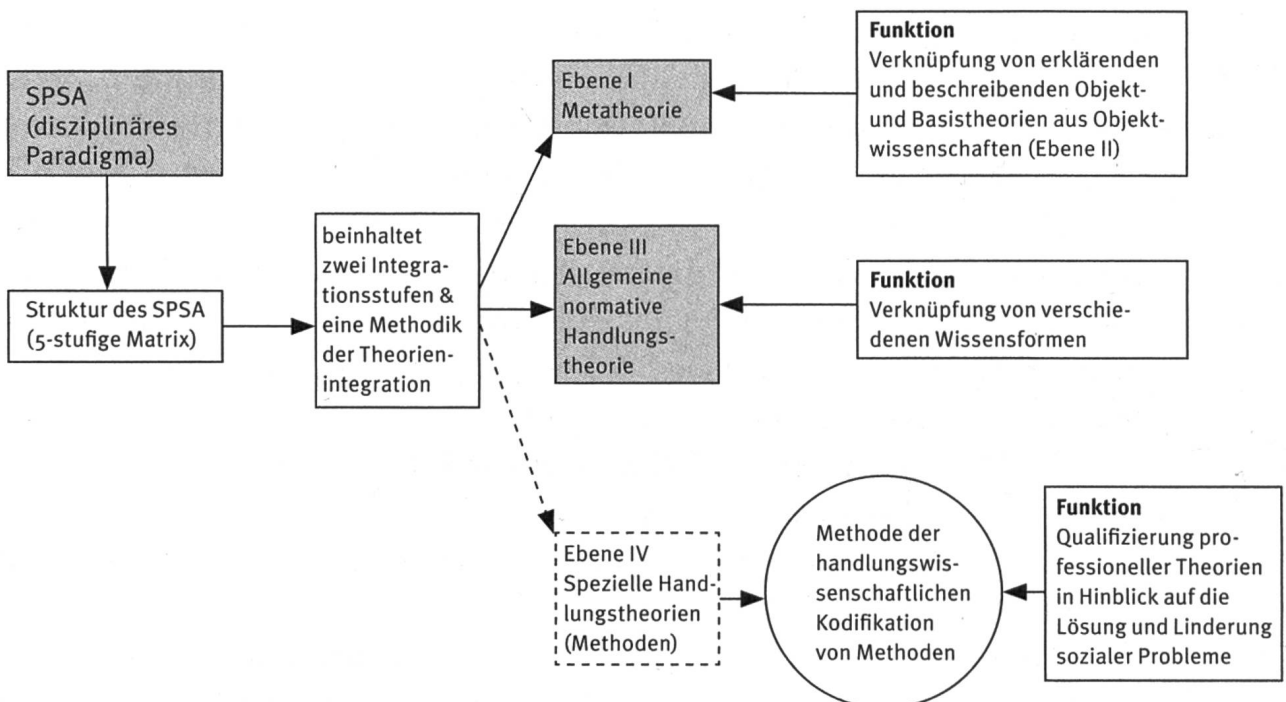 SPSA
(disziplinäres
Paradigma)
Struktur des SPSA
(5-stufige Matrix)
beinhaltet
zwei Integra-
tionsstufen &
eine Methodik
der Theorien-
integration
Ebene I
Metatheorie
Funktion
Verknüpfung von erklärenden
und beschreibenden Objekt-
und Basistheorien aus Objekt-
wissenschaften (Ebene II)
Ebene III
Allgemeine
normative
Handlungs-
theorie
Funktion
Verknüpfung von verschie-
denen Wissensformen
Ebene IV
Spezielle Hand-
lungstheorien
(Methoden)
Methode der
handlungswis-
senschaftlichen
Kodifikation
von Methoden
Funktion
Qualifizierung pro-
fessioneller Theorien
in Hinblick auf die
Lösung und Linderung
sozialer Probleme